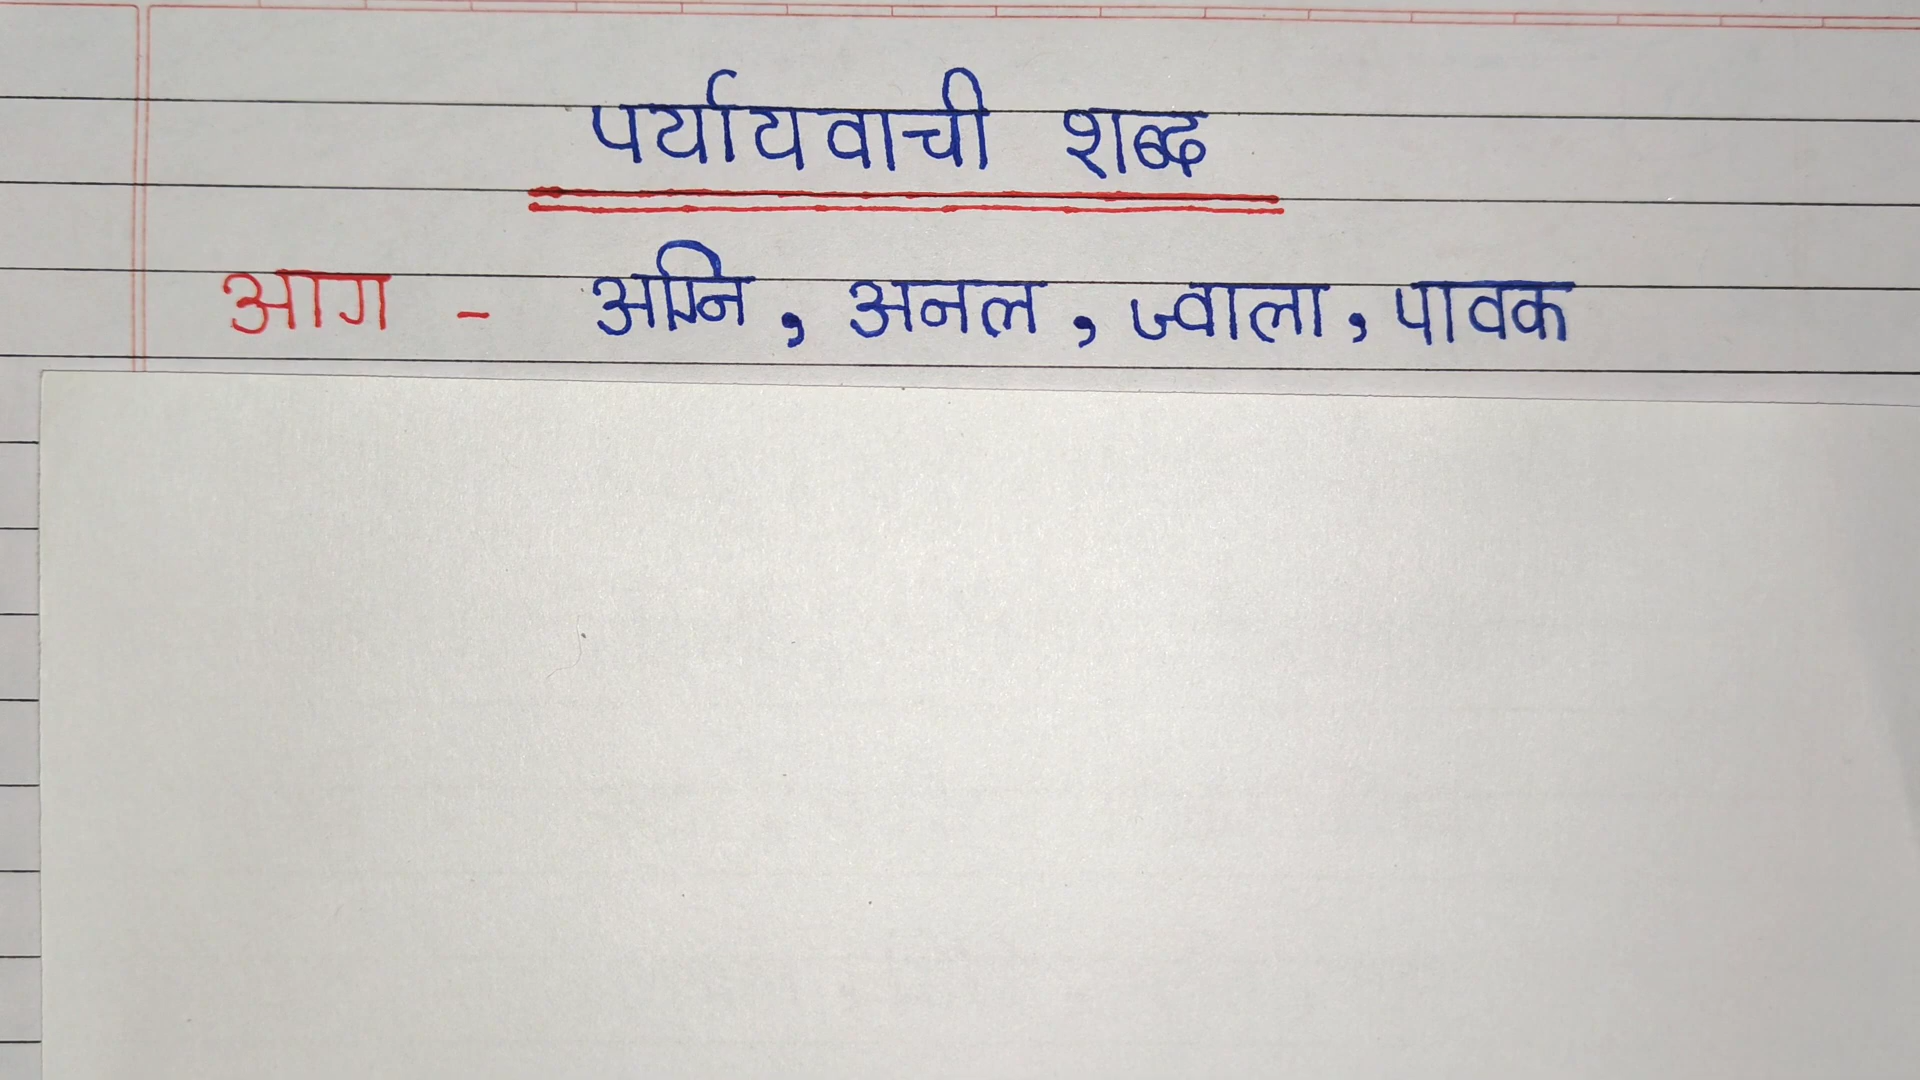 पर्यायवाची शब्द
आग - अग्नि, अनल, ज्वाला, पावक